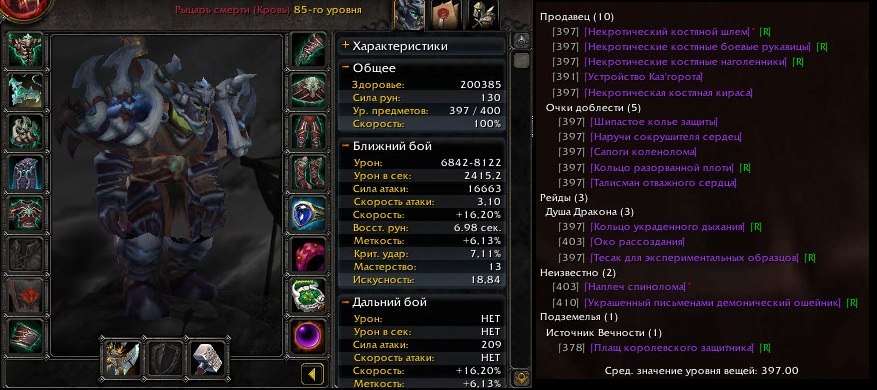 Рыцарь смерти (Кровь) 85-го уровня
+ Характеристики
− Общее
Здоровье: 200385
Сила рун: 130
Ур. предметов: 397 / 400
Скорость: 100%
− Ближний бой
Урон: 6842-8122
Урон в сек: 2415,2
Сила атаки: 16663
Скорость атаки: 3,10
Скорость: +16,20%
Восст. рун: 6.98 сек.
Меткость: +6,13%
Крит. удар: 7,11%
Мастерство: 13
Искусность: 18,84
− Дальний бой
Урон: НЕТ
Урон в сек: НЕТ
Сила атаки: 209
Скорость атаки: НЕТ
Скорость: +16,20%
Меткость: +6,13%
Продавец (10)
[397] [Некротический костяной шлем]* [R]
[397] [Некротические костяные боевые рукавицы] [R]
[397] [Некротические костяные наголенники] [R]
[391] [Устройство Каз'горота]
[397] [Некротическая костяная кираса]
Очки доблести (5)
[397] [Шипастое колье защиты]
[397] [Наручи сокрушителя сердец]
[397] [Сапоги коленолома]
[397] [Кольцо разорванной плоти] [R]
[397] [Талисман отважного сердца]
Рейды (3)
Душа Дракона (3)
[397] [Кольцо украденного дыхания] [R]
[403] [Око рассоздания]
[397] [Тесак для экспериментальных образцов] [R]
Неизвестно (2)
[403] [Наплеч спинолома]*
[410] [Украшенный письменами демонический ошейник] [R]
Подземелья (1)
Источник Вечности (1)
[378] [Плащ королевского защитника] [R]
Сред. значение уровня вещей: 397.00